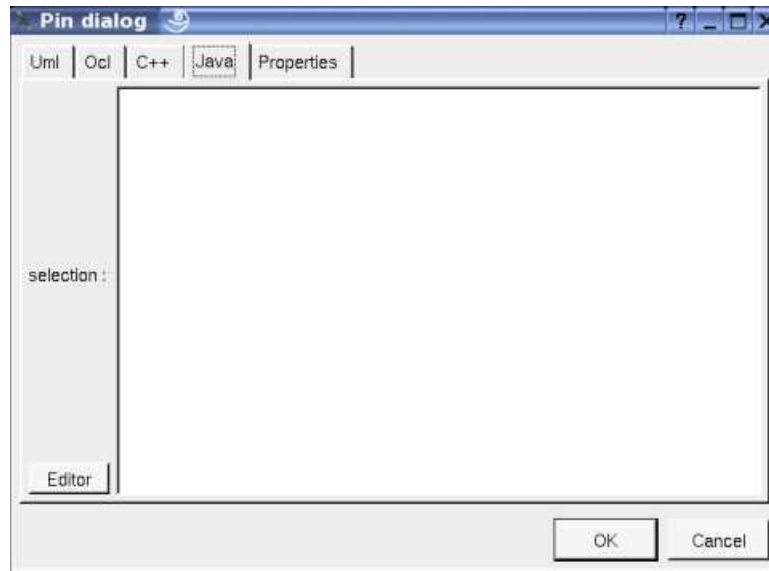 Pin dialog
Uml Ocl C++ Java Properties
selection :
Editor
OK Cancel